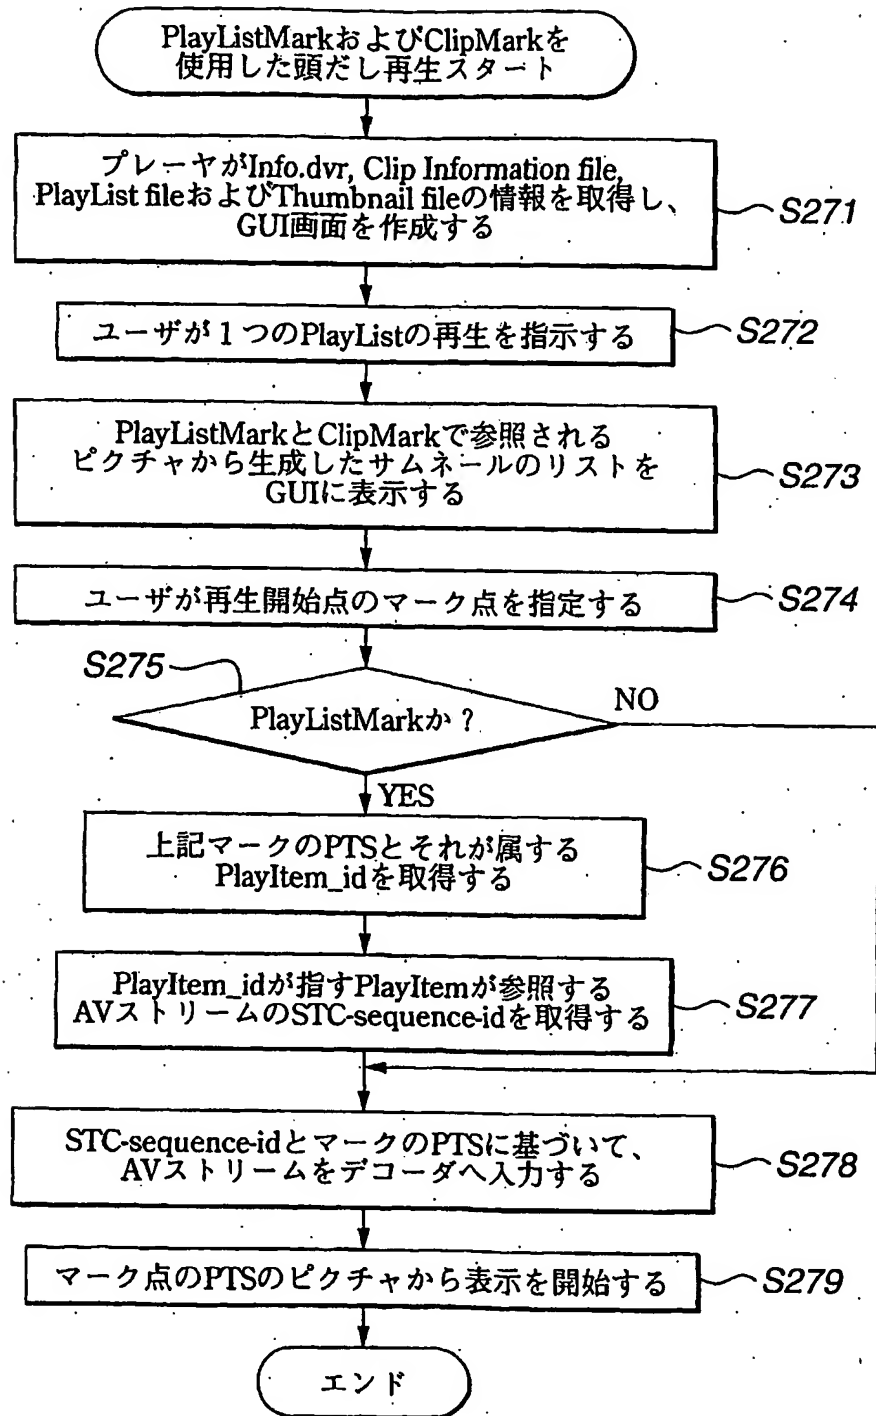 PlayListMarkおよびClipMarkを
使用した頭だし再生スタート
プレーヤがInfo.dvr, Clip Information file,
PlayList fileおよびThumbnail fileの情報を取得し、
GUI画面を作成する
S271
ユーザが1つのPlayListの再生を指示する
S272
PlayListMarkとClipMarkで参照される
ピクチャから生成したサムネールのリストを
GUIに表示する
S273
ユーザが再生開始点のマーク点を指定する
S274
S275
PlayListMarkか？
NO
YES
上記マークのPTSとそれが属する
PlayItem_idを取得する
S276
PlayItem_idが指すPlayItemが参照する
AVストリームのSTC-sequence-idを取得する
S277
STC-sequence-idとマークのPTSに基づいて、
AVストリームをデコーダへ入力する
S278
マーク点のPTSのピクチャから表示を開始する
S279
エンド